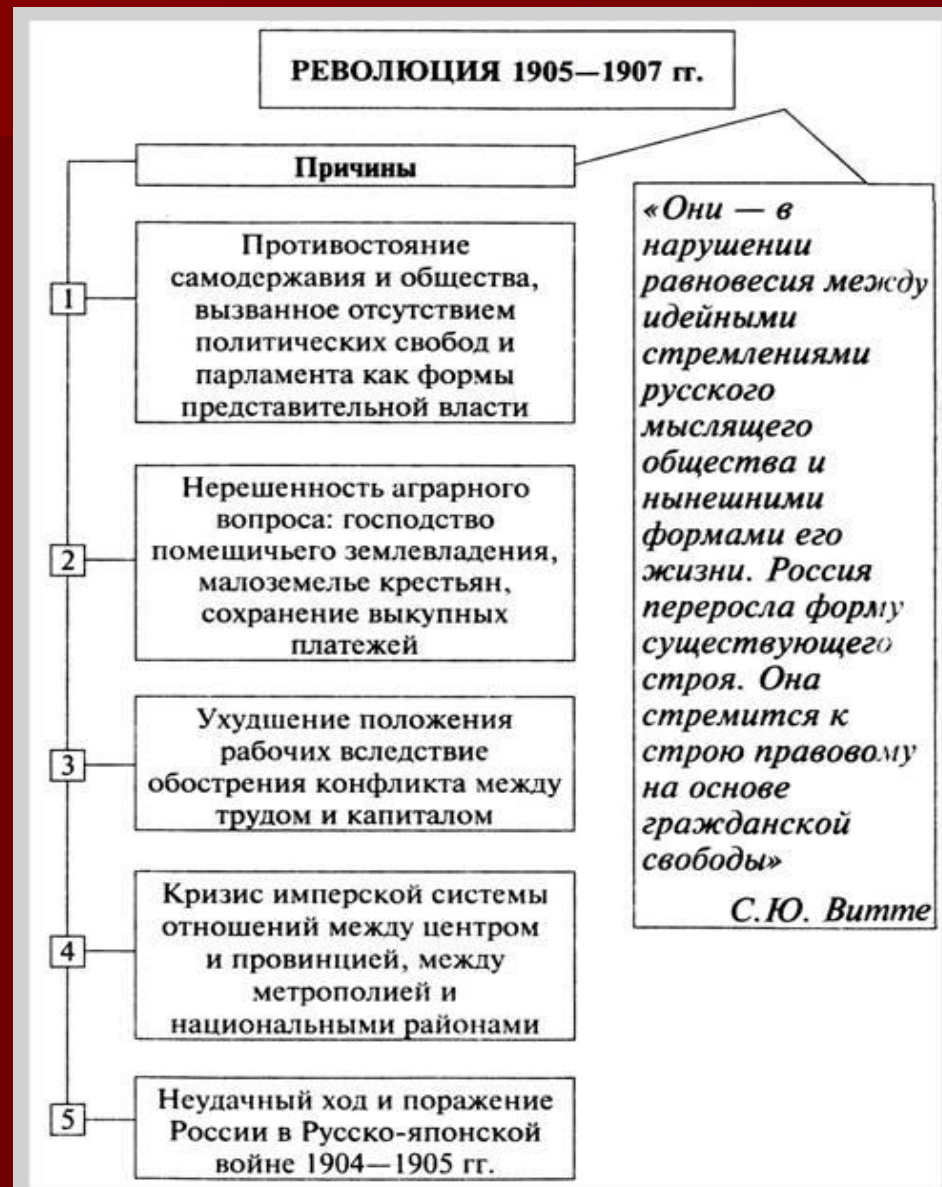 РЕВОЛЮЦИЯ 1905—1907 гг.
Причины
1
Противостояние
самодержавия и общества,
вызванное отсутствием
политических свобод и
парламента как формы
представительной власти
2
Нерешенность аграрного
вопроса: господство
помещичьего землевладения,
малоземелье крестьян,
сохранение выкупных
платежей
3
Ухудшение положения
рабочих вследствие
обострения конфликта между
трудом и капиталом
4
Кризис имперской системы
отношений между центром
и провинцией, между
метрополией и
национальными районами
5
Неудачный ход и поражение
России в Русско-японской
войне 1904—1905 гг.
«Они — в
нарушении
равновесия между
идейными
стремлениями
русского
мыслящего
общества и
нынешними
формами его
жизни. Россия
переросла форму
существующего
строя. Она
стремится к
строю правовому
на основе
гражданской
свободы»
С.Ю. Витте